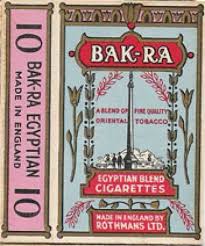 10 BAK-RA EGYPTIAN 10
MADE IN ENGLAND
BAK-RA
A BLEND OF FINE QUALITY
ORIENTAL TOBACCO
EGYPTIAN BLEND
CIGARETTES
MADE IN ENGLAND BY
ROTHMANS LTD.